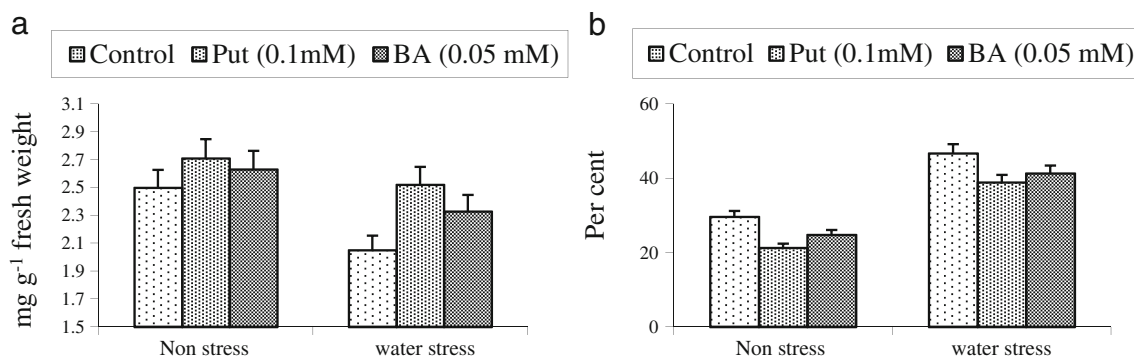 a
Control Put (0.1mM) BA (0.05 mM)
mg g-1 fresh weight
3.1
2.9
2.7
2.5
2.3
2.1
1.9
1.7
1.5
Non stress water stress
b
Control Put (0.1mM) BA (0.05 mM)
Per cent
60
40
20
0
Non stress water stress